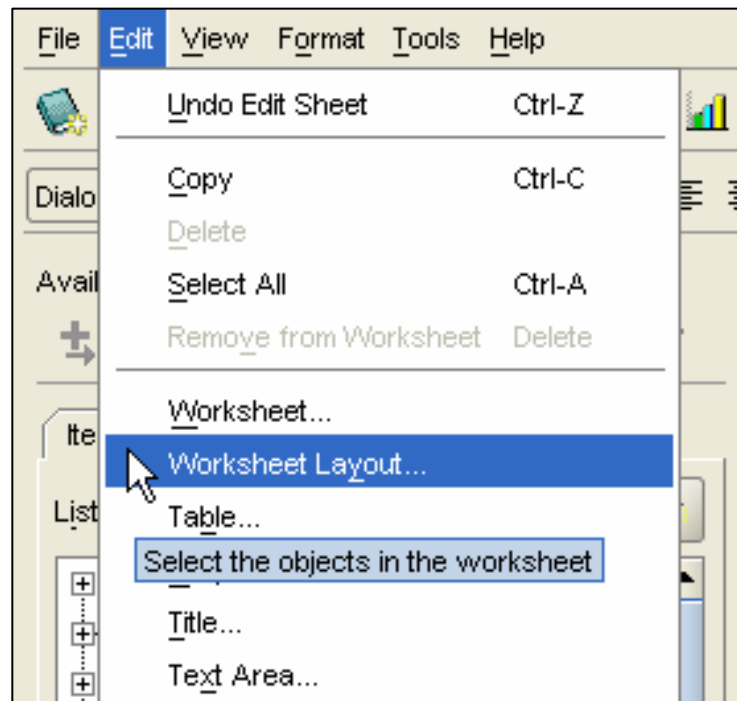 File Edit View Format Tools Help
Undo Edit Sheet Ctrl-Z
Dialo
Copy Ctrl-C
Delete
Avail
Select All Ctrl-A
Remove from Worksheet Delete
Worksheet...
Ite
Worksheet Layout...
List
Table...
Select the objects in the worksheet
Title...
Text Area...